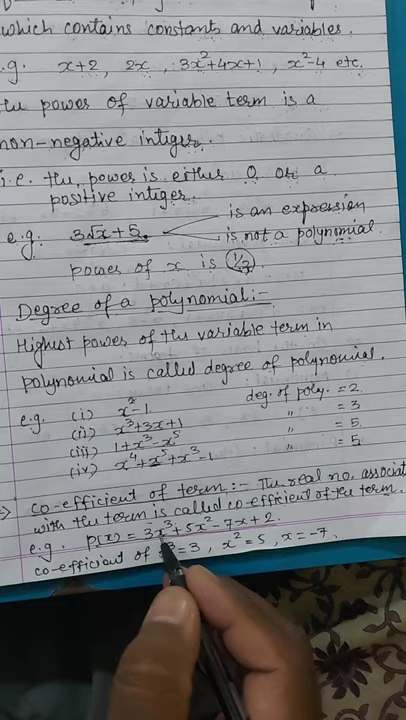 which contains constants and variables.
e.g. x+2, 2x, 3x²+4x+1, x²-4 etc.
the power of variable term is a
non-negative intiger.
i.e. the power is either 0 or a
positive intiger.
e.g. 3√x+5. is an expression
is not a polynomial.
power of x is (1/2).
Degree of a polynomial:-
Highest power of the variable term in
polynomial is called degree of polynomial.
e.g. (i) x²-1 deg. of poly. = 2
(ii) x³+3x+1 " = 3
(iii) 1+x³-x⁵ " = 5
(iv) x⁴+x⁵+x³-1 " = 5
→ co-efficient of term:- The real no. associat
with the term is called co-efficient of the term.
e.g. p(x) = 3x³+5x²-7x+2.
co-efficient of = 3, x² = 5, x = -7.